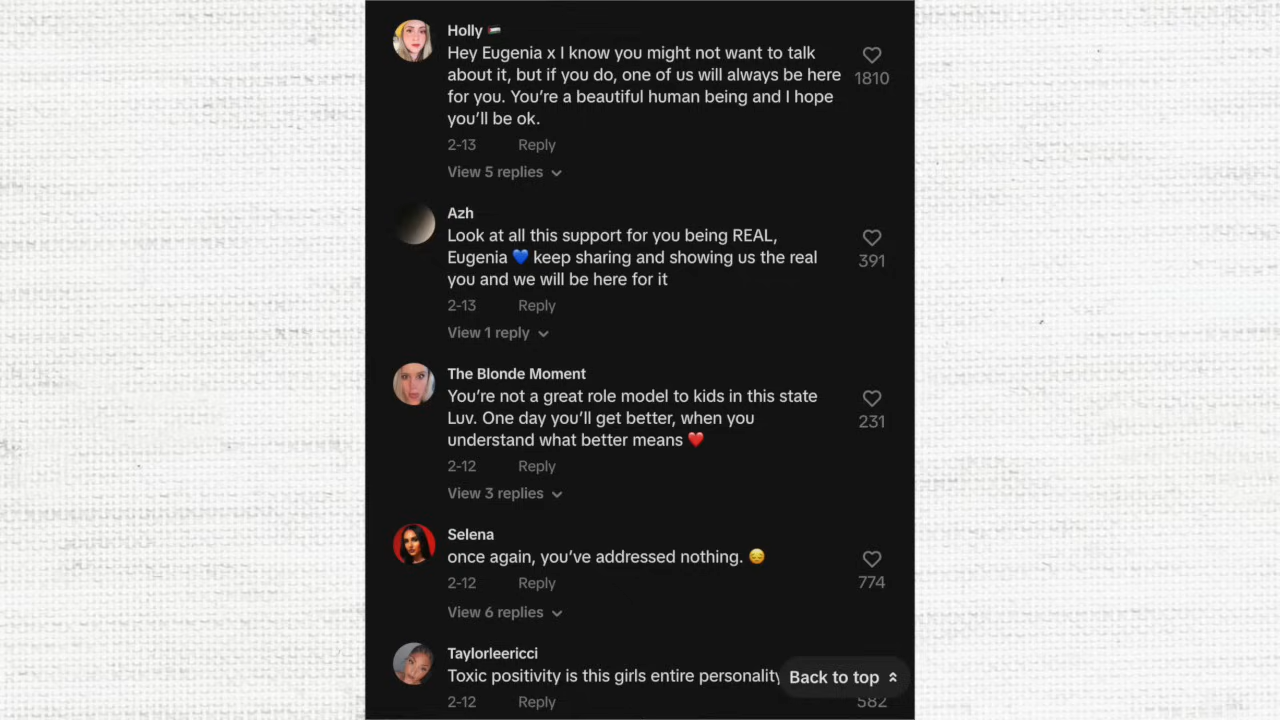 Holly
Hey Eugenia x I know you might not want to talk
about it, but if you do, one of us will always be here
for you. You’re a beautiful human being and I hope
you’ll be ok.
1810
2-13 Reply
View 5 replies
Azh
Look at all this support for you being REAL,
Eugenia 💙 keep sharing and showing us the real
you and we will be here for it
391
2-13 Reply
View 1 reply
The Blonde Moment
You’re not a great role model to kids in this state
Luv. One day you’ll get better, when you
understand what better means ❤️
231
2-12 Reply
View 3 replies
Selena
once again, you’ve addressed nothing. 😔
774
2-12 Reply
View 6 replies
Taylorleericci
Toxic positivity is this girls entire personality
Back to top
2-12 Reply
582